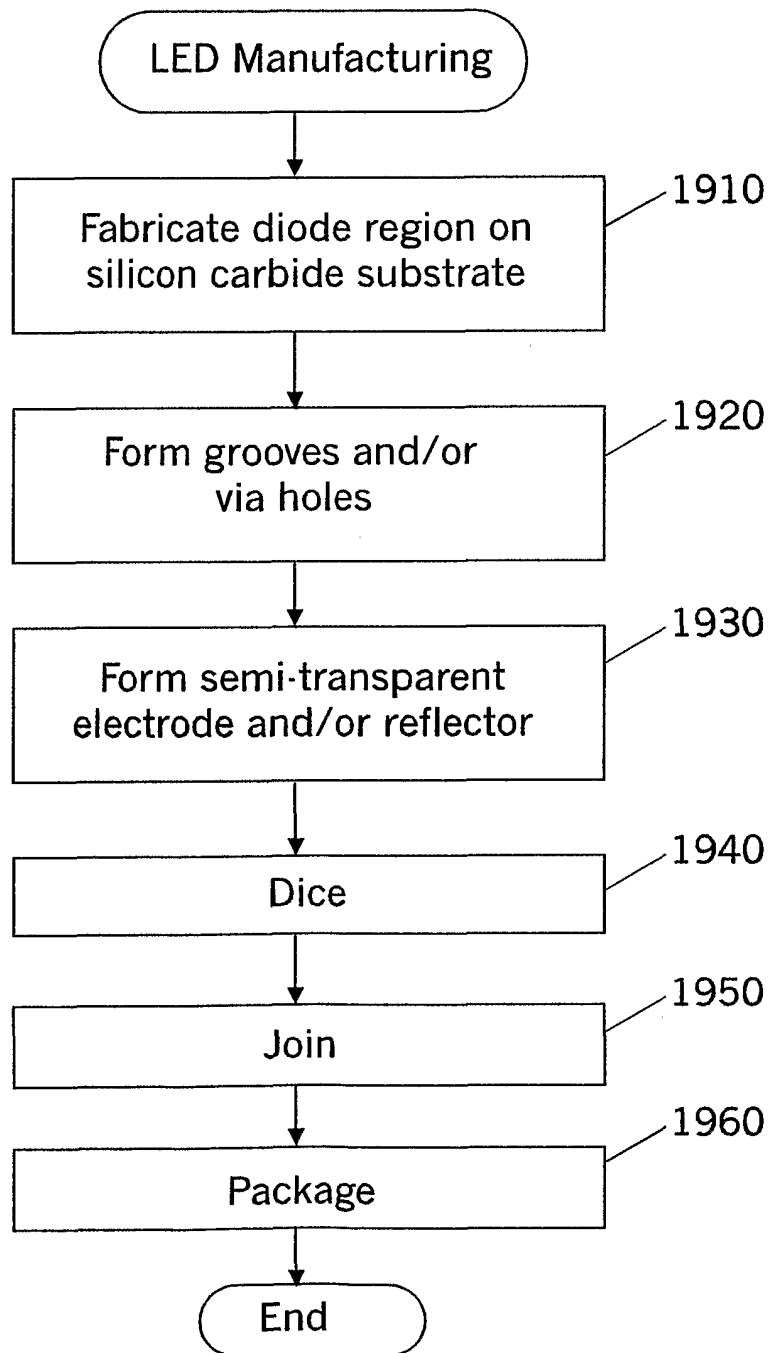 LED Manufacturing
1910
Fabricate diode region on
silicon carbide substrate
1920
Form grooves and/or
via holes
1930
Form semi-transparent
electrode and/or reflector
1940
Dice
1950
Join
1960
Package
End